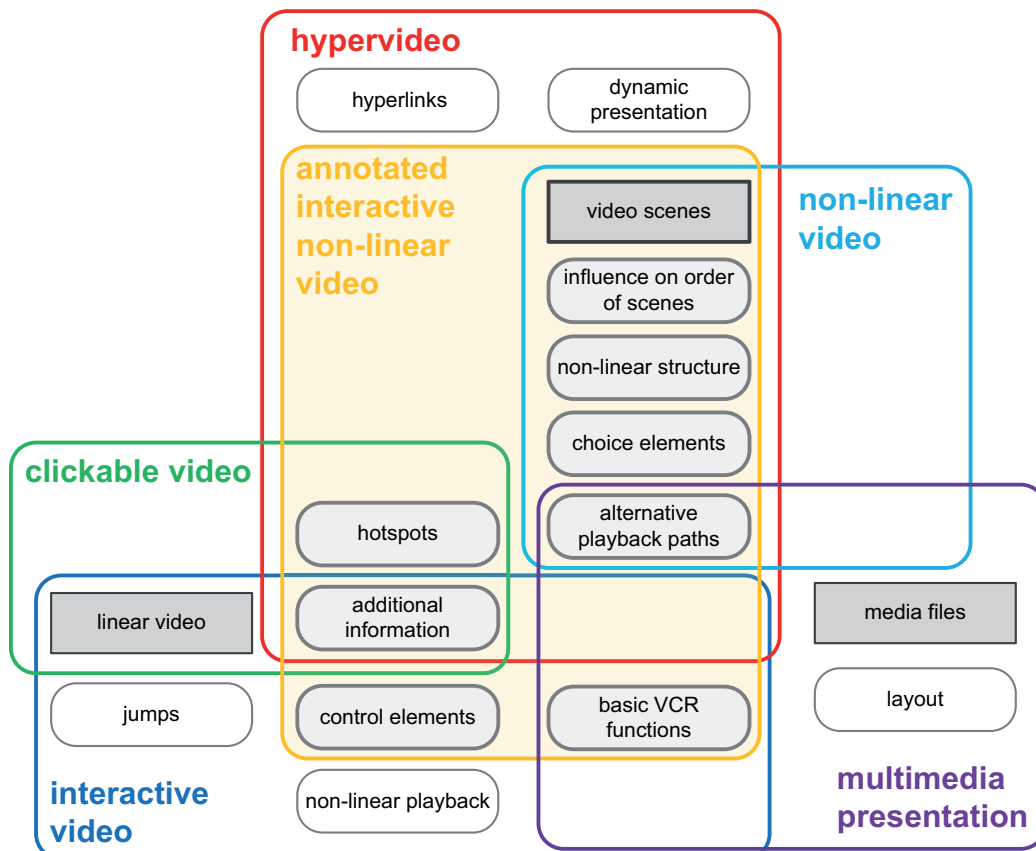 hypervideo
hyperlinks
dynamic
presentation
annotated
interactive
non-linear
video
video scenes
non-linear
video
influence on order
of scenes
non-linear structure
choice elements
clickable video
hotspots
alternative
playback paths
linear video
additional
information
media files
jumps
control elements
basic VCR
functions
layout
interactive
video
non-linear playback
multimedia
presentation